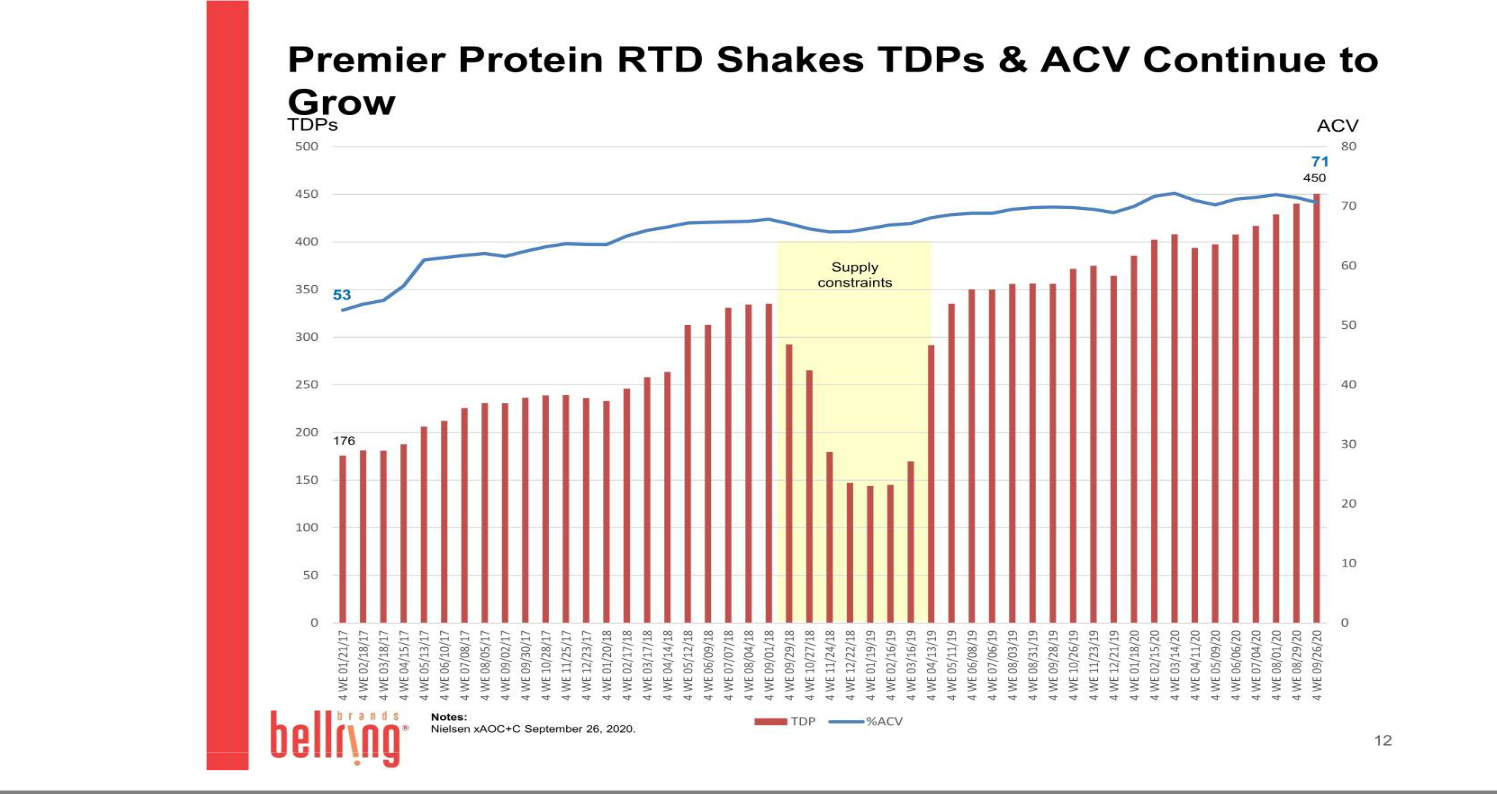 Premier Protein RTD Shakes TDPs & ACV Continue to
Grow
TDPs
ACV
500
450
400
350
300
250
200
150
100
50
0
80
70
60
50
40
30
20
10
0
71
450
53
176
Supply
constraints
4 WE 01/21/17
4 WE 02/18/17
4 WE 03/18/17
4 WE 04/15/17
4 WE 05/13/17
4 WE 06/10/17
4 WE 07/08/17
4 WE 08/05/17
4 WE 09/02/17
4 WE 09/30/17
4 WE 10/28/17
4 WE 11/25/17
4 WE 12/23/17
4 WE 01/20/18
4 WE 02/17/18
4 WE 03/17/18
4 WE 04/14/18
4 WE 05/12/18
4 WE 06/09/18
4 WE 07/07/18
4 WE 08/04/18
4 WE 09/01/18
4 WE 09/29/18
4 WE 10/27/18
4 WE 11/24/18
4 WE 12/22/18
4 WE 01/19/19
4 WE 02/16/19
4 WE 03/16/19
4 WE 04/13/19
4 WE 05/11/19
4 WE 06/08/19
4 WE 07/06/19
4 WE 08/03/19
4 WE 08/31/19
4 WE 09/28/19
4 WE 10/26/19
4 WE 11/23/19
4 WE 12/21/19
4 WE 01/18/20
4 WE 02/15/20
4 WE 03/14/20
4 WE 04/11/20
4 WE 05/09/20
4 WE 06/06/20
4 WE 07/04/20
4 WE 08/01/20
4 WE 08/29/20
4 WE 09/26/20
TDP
%ACV
brands
bellring®
Notes:
Nielsen xAOC+C September 26, 2020.
12